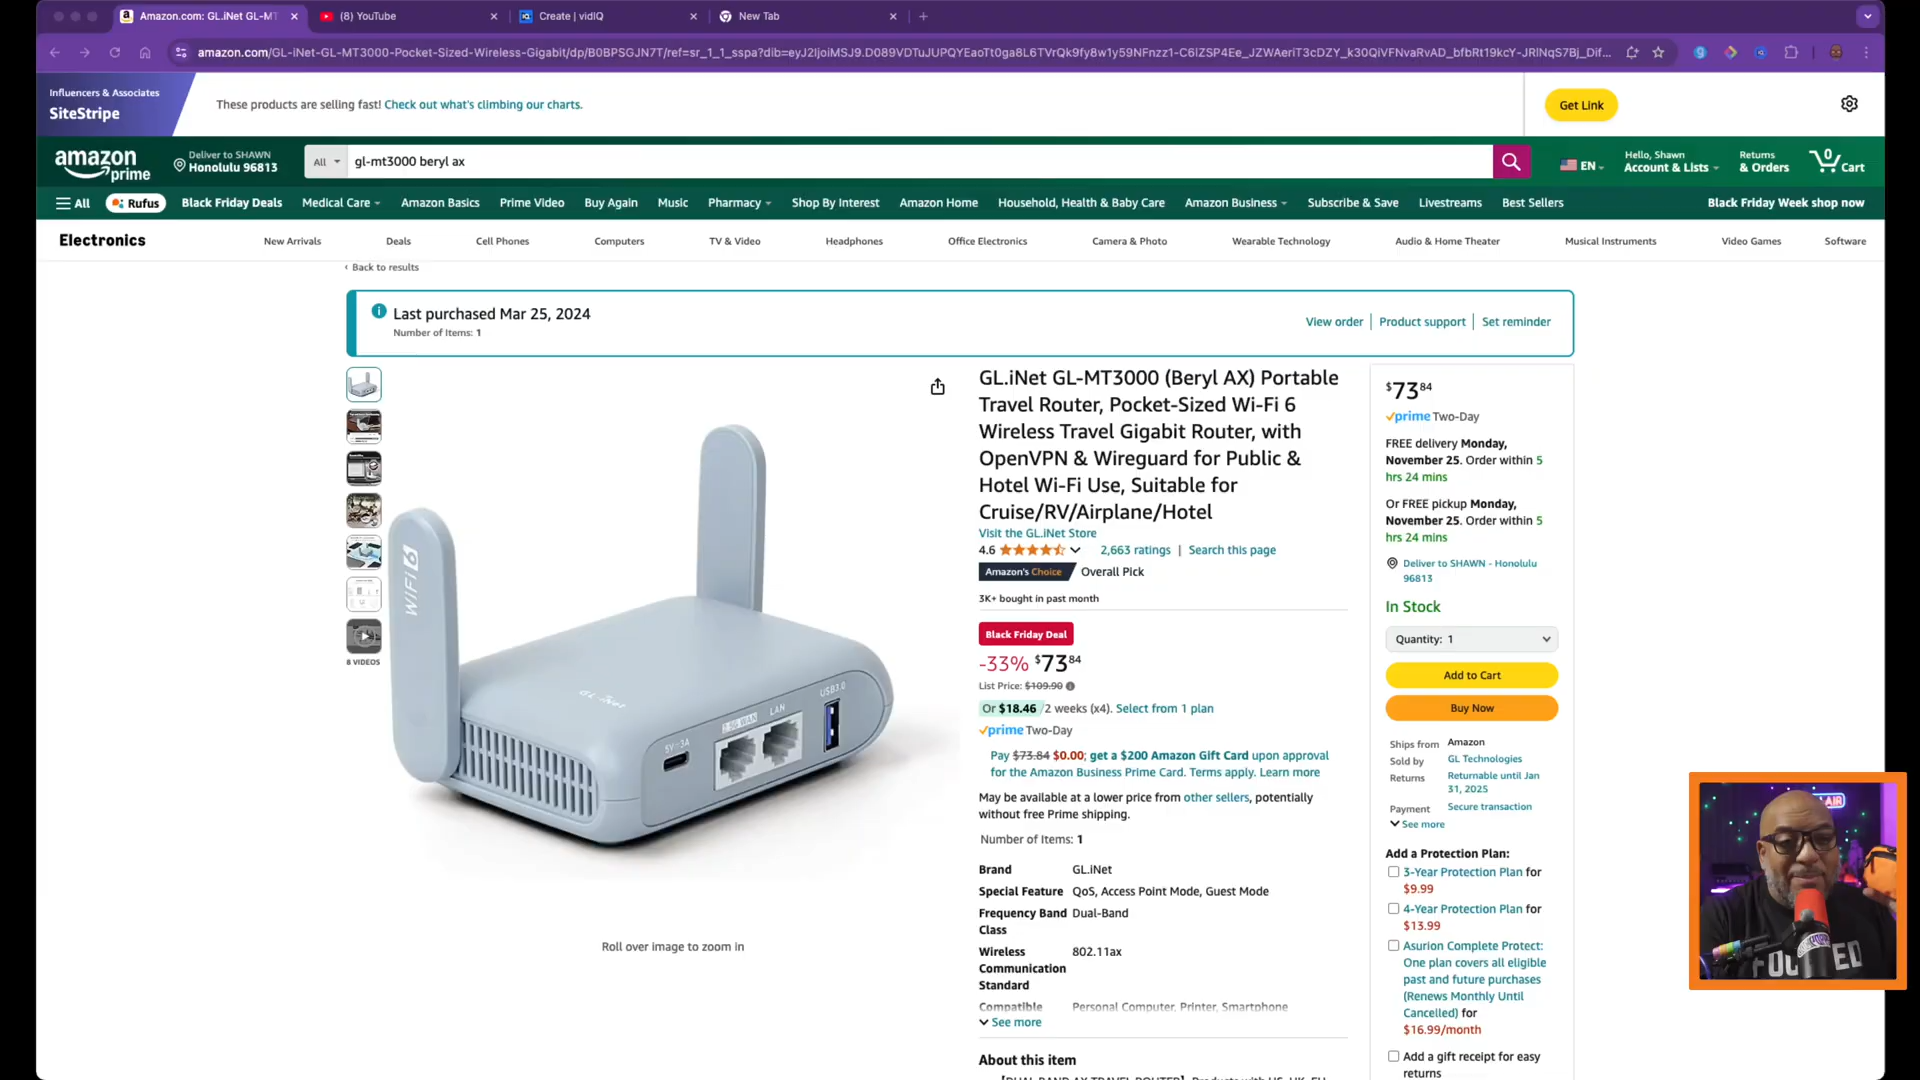 Amazon.com: GL.iNet GL-MT
(8) YouTube
Create | vidIQ
New Tab
amazon.com/GL-iNet-GL-MT3000-Pocket-Sized-Wireless-Gigabit/dp/B0BPSGJN7T/ref=sr_1_1_sspa?dib=eyJ2IjoiMSJ9.D089VDTuJUPQYEaoTt0ga8L6TVrQk9fy8w1y59NFnzz1-C6IZSP4Ee_JZWAeriT3cDZY_k30QiVFNvaRvAD_bfbRt19kcY-JRlNqS7Bj_Dif...
Influencers & Associates
SiteStripe
These products are selling fast! Check out what's climbing our charts.
Get Link
amazon prime
Deliver to SHAWN
Honolulu 96813
All
gl-mt3000 beryl ax
EN
Hello, Shawn
Account & Lists
Returns
& Orders
0
Cart
All
Rufus
Black Friday Deals
Medical Care
Amazon Basics
Prime Video
Buy Again
Music
Pharmacy
Shop By Interest
Amazon Home
Household, Health & Baby Care
Amazon Business
Subscribe & Save
Livestreams
Best Sellers
Black Friday Week shop now
Electronics
New Arrivals
Deals
Cell Phones
Computers
TV & Video
Headphones
Office Electronics
Camera & Photo
Wearable Technology
Audio & Home Theater
Musical Instruments
Video Games
Software
‹ Back to results
Last purchased Mar 25, 2024
Number of Items: 1
View order
Product support
Set reminder
8 VIDEOS
WiFi 6
GL.iNet
5V⎓3A
2.5G WAN
LAN
USB3.0
Roll over image to zoom in
GL.iNet GL-MT3000 (Beryl AX) Portable
Travel Router, Pocket-Sized Wi-Fi 6
Wireless Travel Gigabit Router, with
OpenVPN & Wireguard for Public &
Hotel Wi-Fi Use, Suitable for
Cruise/RV/Airplane/Hotel
Visit the GL.iNet Store
4.6
2,663 ratings | Search this page
Amazon's Choice
Overall Pick
3K+ bought in past month
Black Friday Deal
-33% $73 84
List Price: $109.90
Or $18.46 /2 weeks (x4). Select from 1 plan
prime Two-Day
Pay $73.84 $0.00; get a $200 Amazon Gift Card upon approval
for the Amazon Business Prime Card. Terms apply. Learn more
May be available at a lower price from other sellers, potentially
without free Prime shipping.
Number of Items: 1
Brand GL.iNet
Special Feature QoS, Access Point Mode, Guest Mode
Frequency Band Dual-Band
Class
Wireless 802.11ax
Communication
Standard
Compatible Personal Computer, Printer, Smartphone
See more
About this item
$73 84
prime Two-Day
FREE delivery Monday,
November 25. Order within 5
hrs 24 mins
Or FREE pickup Monday,
November 25. Order within 5
hrs 24 mins
Deliver to SHAWN - Honolulu
96813
In Stock
Quantity: 1
Add to Cart
Buy Now
Ships from Amazon
Sold by GL Technologies
Returns Returnable until Jan
31, 2025
Payment Secure transaction
See more
Add a Protection Plan:
3-Year Protection Plan for
$9.99
4-Year Protection Plan for
$13.99
Asurion Complete Protect:
One plan covers all eligible
past and future purchases
(Renews Monthly Until
Cancelled) for
$16.99/month
Add a gift receipt for easy
returns
AIR